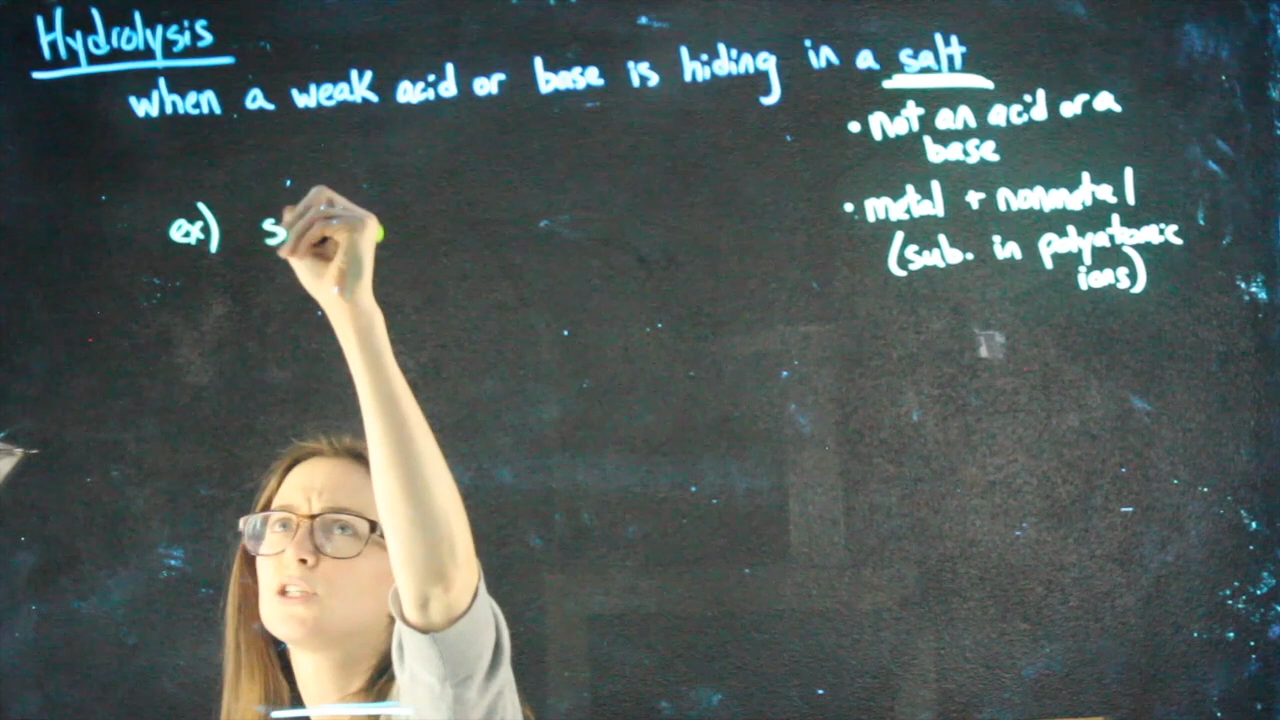 Hydrolysis
when a weak acid or base is hiding in a salt
• not an acid or a
base
• metal + nonmetal
(sub. in polyatomic
ions)
ex) s